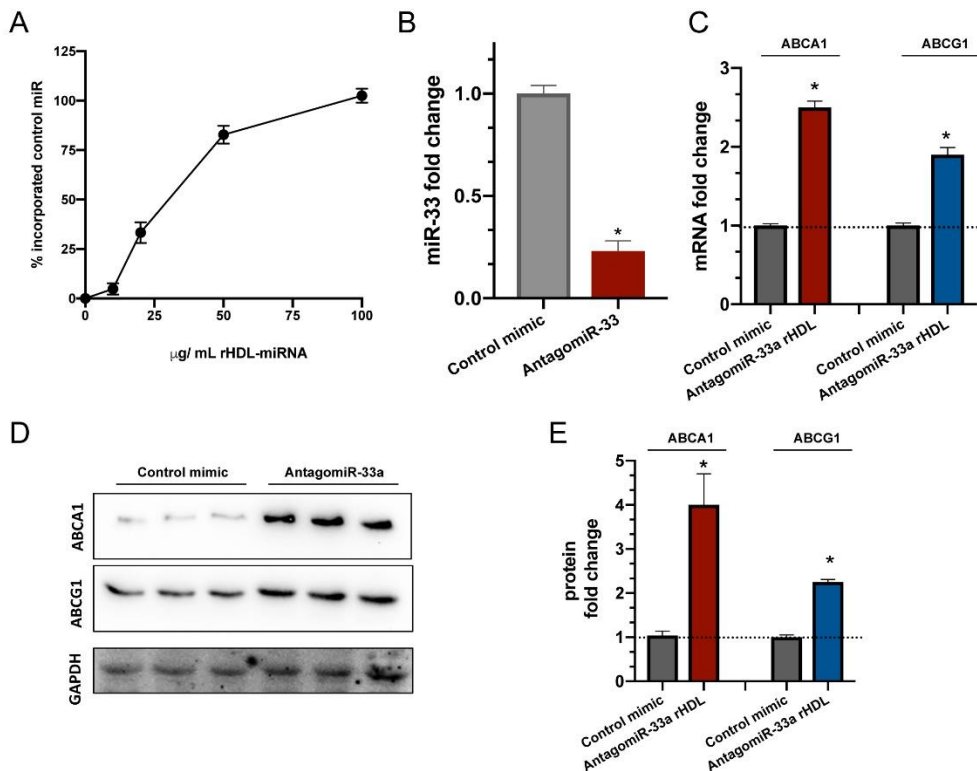 A
125
100
75
50
25
0
% incorporated control miR
0 25 50 75 100
μg/ mL rHDL-miRNA
B
1.0
0.5
0.0
miR-33 fold change
*
Control mimic
AntagomiR-33
C
ABCA1
ABCG1
3
2
1
0
mRNA fold change
*
*
Control mimic
AntagomiR-33a rHDL
Control mimic
AntagomiR-33a rHDL
D
Control mimic
AntagomiR-33a
ABCA1
ABCG1
GAPDH
E
ABCA1
ABCG1
5
4
3
2
1
0
protein
fold change
*
*
Control mimic
AntagomiR-33a rHDL
Control mimic
AntagomiR-33a rHDL